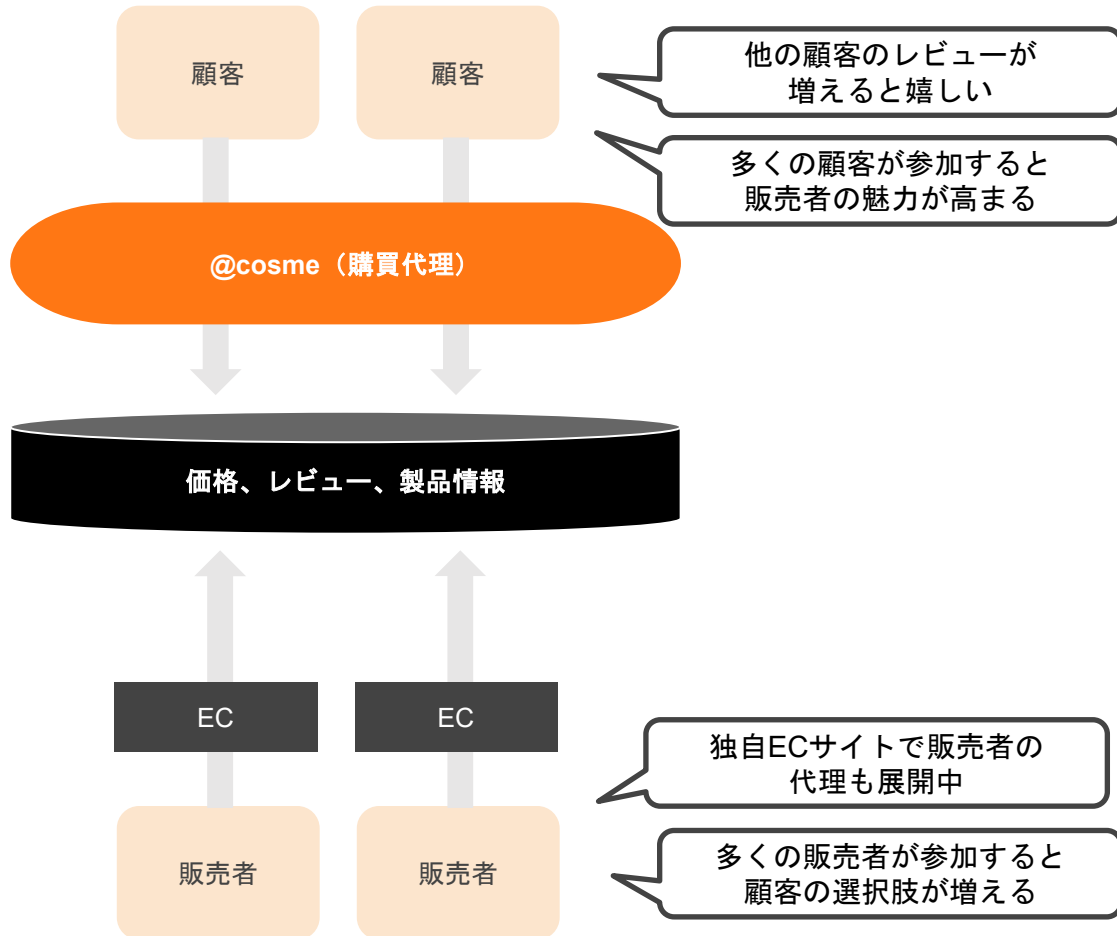 顧客
顧客
他の顧客のレビューが
増えると嬉しい
多くの顧客が参加すると
販売者の魅力が高まる
@cosme（購買代理）
価格、レビュー、製品情報
EC
EC
独自ECサイトで販売者の
代理も展開中
販売者
販売者
多くの販売者が参加すると
顧客の選択肢が増える